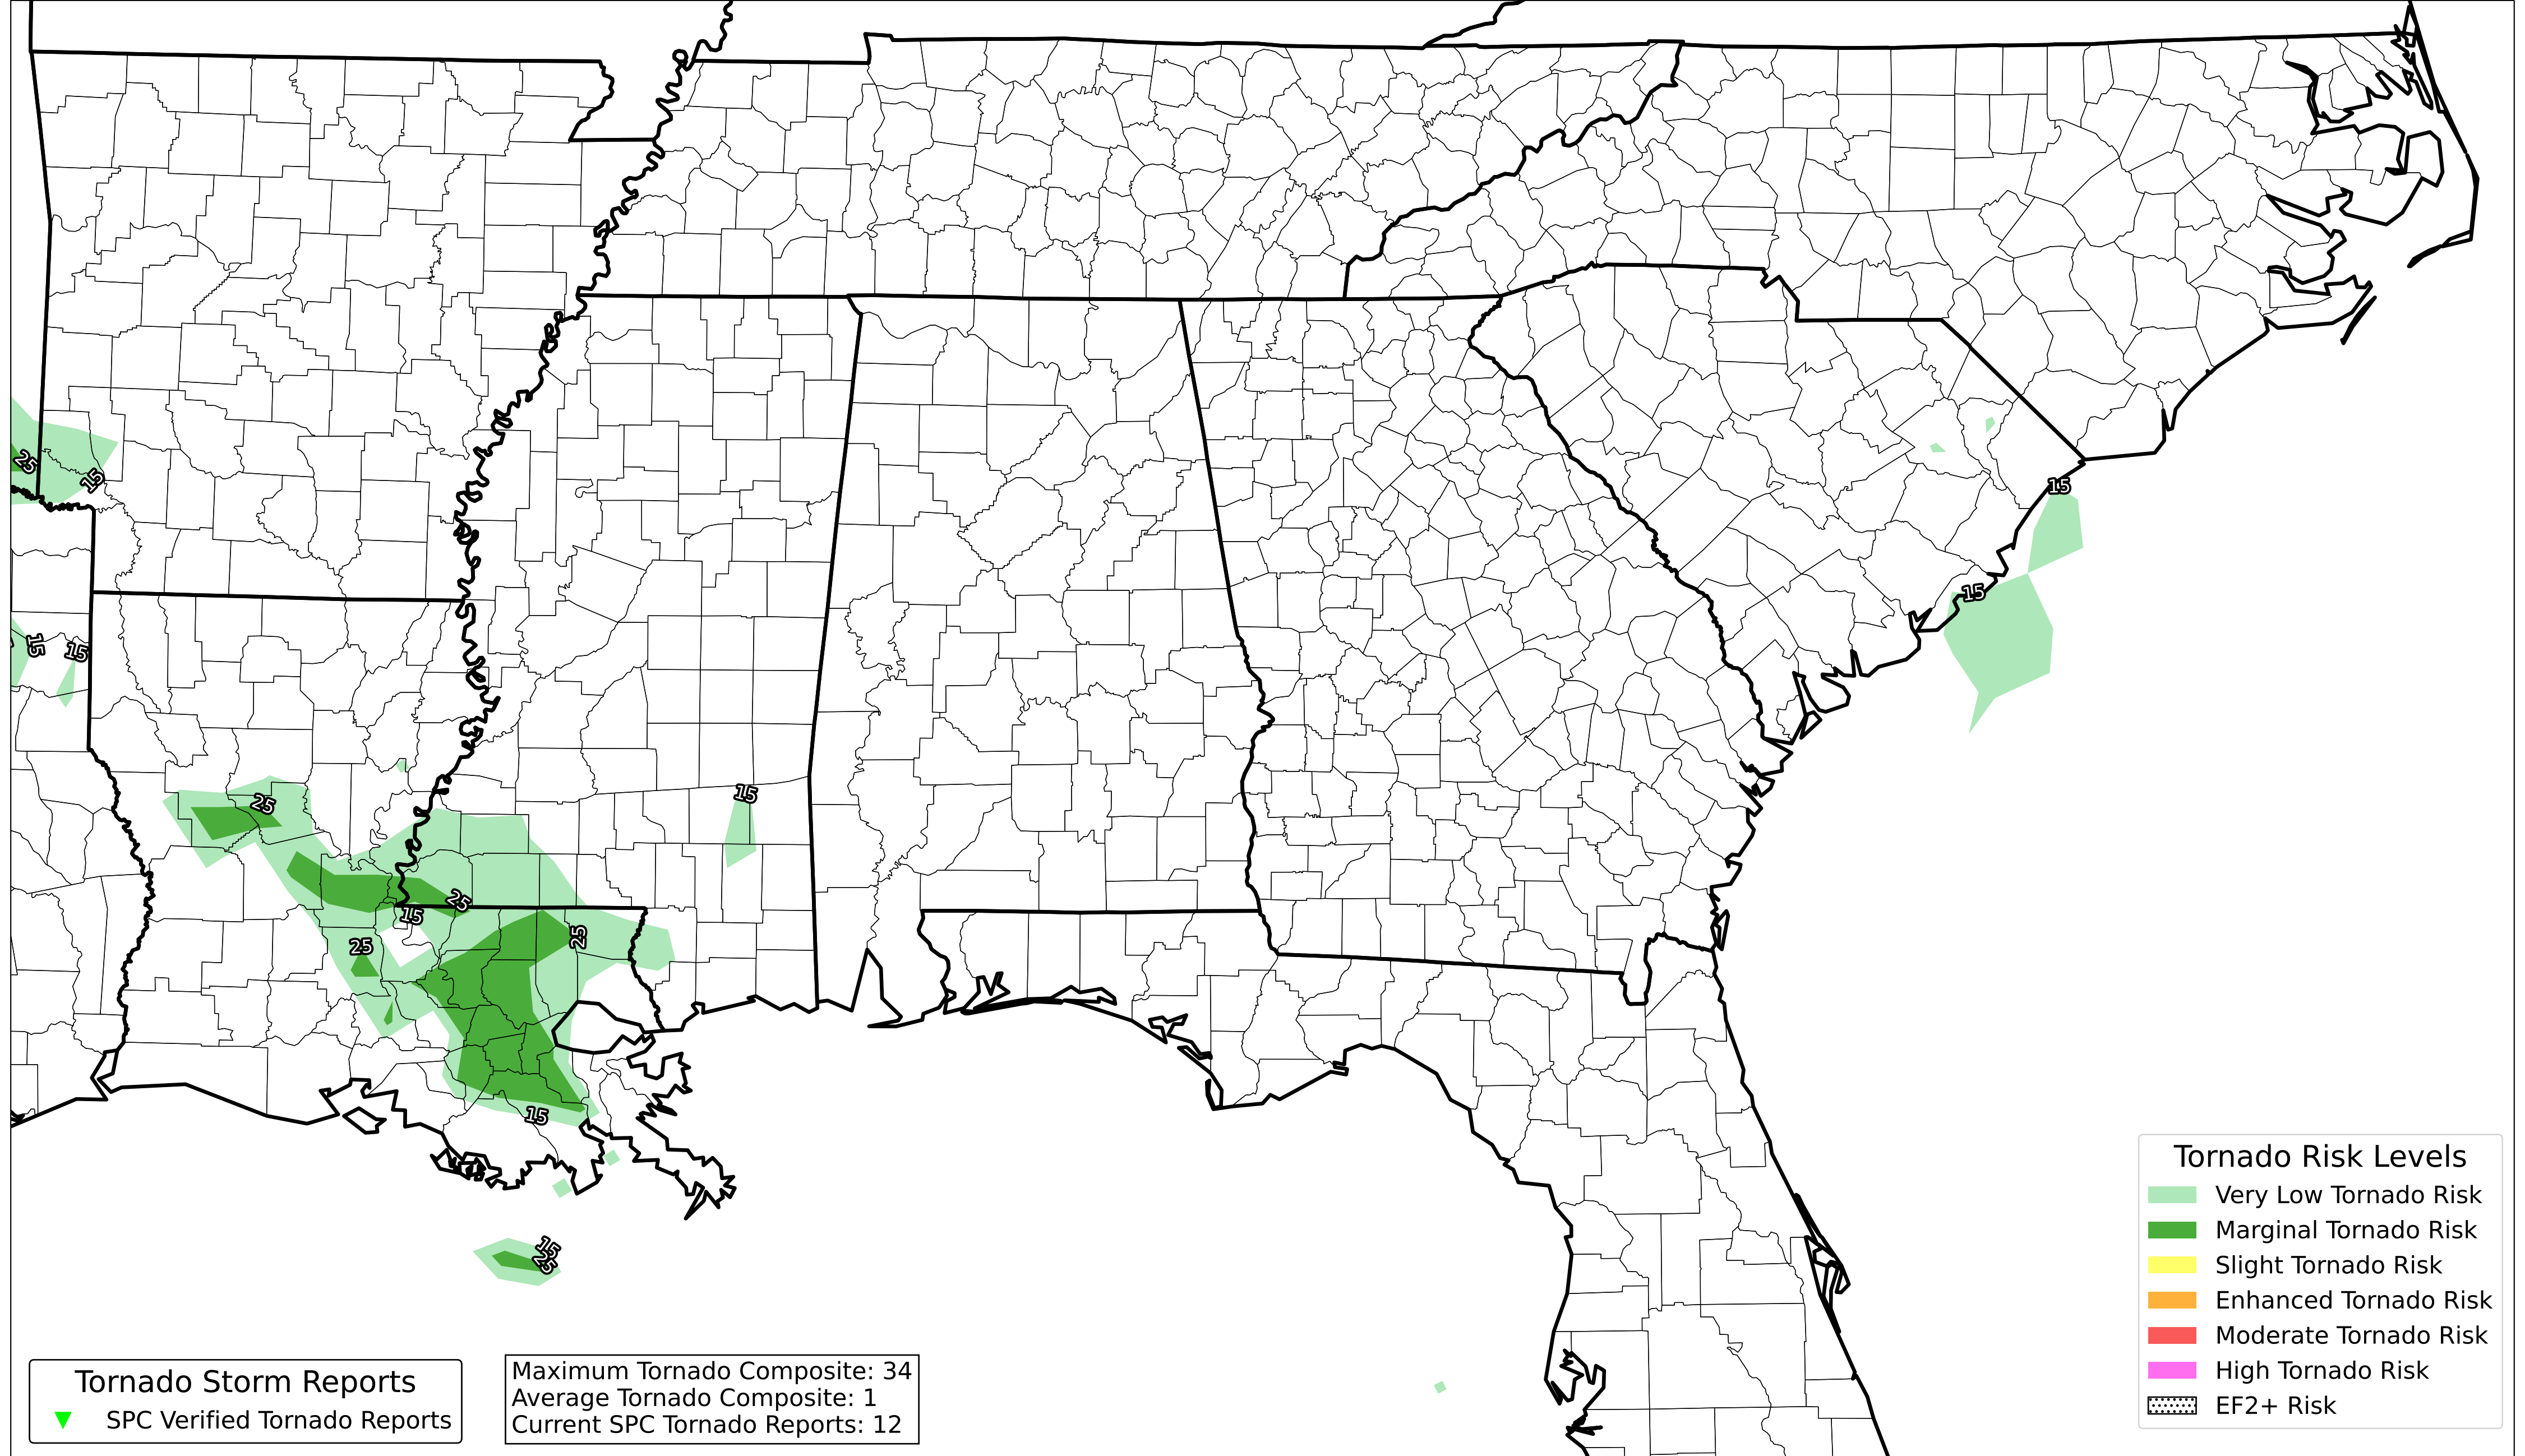 25
15
15
15
25
15
25
15
25
25
15
15
25
15
15
Tornado Risk Levels
Very Low Tornado Risk
Marginal Tornado Risk
Slight Tornado Risk
Enhanced Tornado Risk
Moderate Tornado Risk
High Tornado Risk
EF2+ Risk
Tornado Storm Reports
SPC Verified Tornado Reports
Maximum Tornado Composite: 34
Average Tornado Composite: 1
Current SPC Tornado Reports: 12